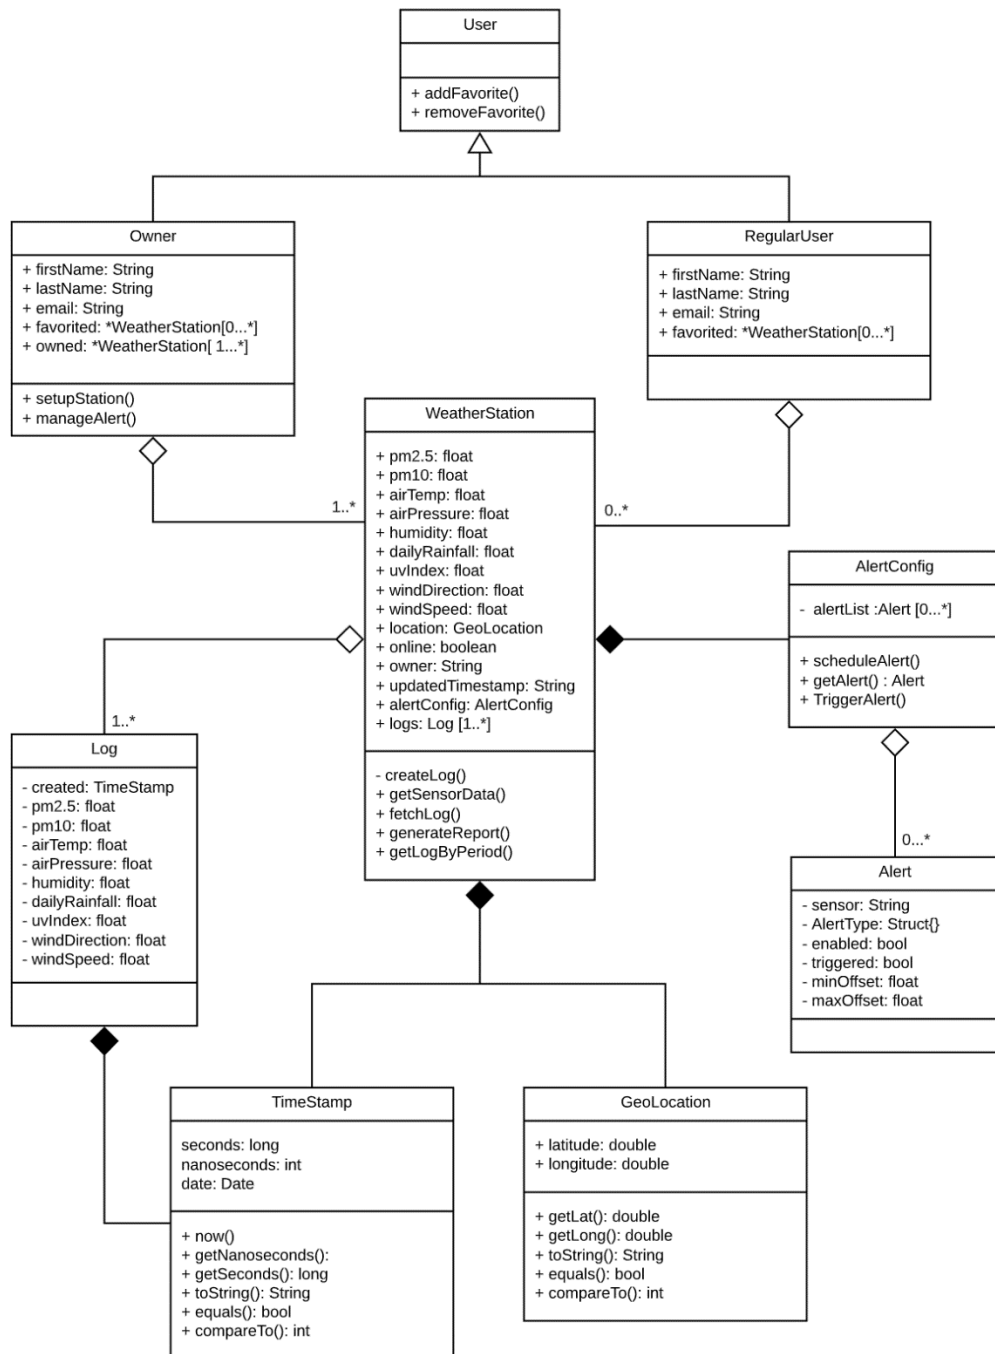 User
+ addFavorite()
+ removeFavorite()
Owner
+ firstName: String
+ lastName: String
+ email: String
+ favorited: *WeatherStation[0...*]
+ owned: *WeatherStation[ 1...*]
+ setupStation()
+ manageAlert()
RegularUser
+ firstName: String
+ lastName: String
+ email: String
+ favorited: *WeatherStation[0...*]
WeatherStation
+ pm2.5: float
+ pm10: float
+ airTemp: float
+ airPressure: float
+ humidity: float
+ dailyRainfall: float
+ uvIndex: float
+ windDirection: float
+ windSpeed: float
+ location: GeoLocation
+ online: boolean
+ owner: String
+ updatedTimestamp: String
+ alertConfig: AlertConfig
+ logs: Log [1..*]
- createLog()
+ getSensorData()
+ fetchLog()
+ generateReport()
+ getLogByPeriod()
1..*
0..*
AlertConfig
- alertList :Alert [0...*]
+ scheduleAlert()
+ getAlert() : Alert
+ TriggerAlert()
1..*
Log
- created: TimeStamp
- pm2.5: float
- pm10: float
- airTemp: float
- airPressure: float
- humidity: float
- dailyRainfall: float
- uvIndex: float
- windDirection: float
- windSpeed: float
0...*
Alert
- sensor: String
- AlertType: Struct{}
- enabled: bool
- triggered: bool
- minOffset: float
- maxOffset: float
TimeStamp
seconds: long
nanoseconds: int
date: Date
+ now()
+ getNanoseconds():
+ getSeconds(): long
+ toString(): String
+ equals(): bool
+ compareTo(): int
GeoLocation
+ latitude: double
+ longitude: double
+ getLat(): double
+ getLong(): double
+ toString(): String
+ equals(): bool
+ compareTo(): int